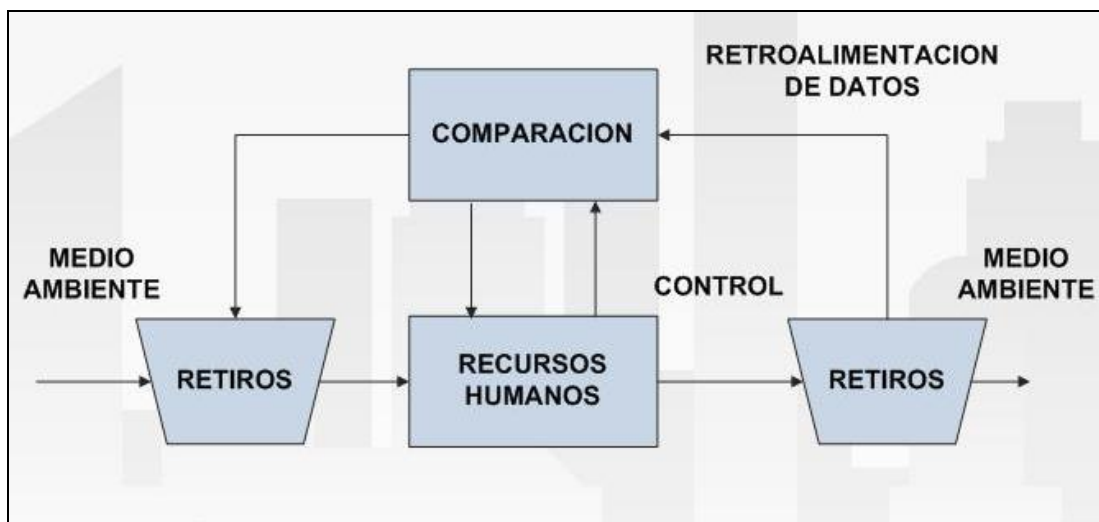 RETROALIMENTACION
DE DATOS
COMPARACION
MEDIO
AMBIENTE
CONTROL
MEDIO
AMBIENTE
RETIROS
RECURSOS
HUMANOS
RETIROS